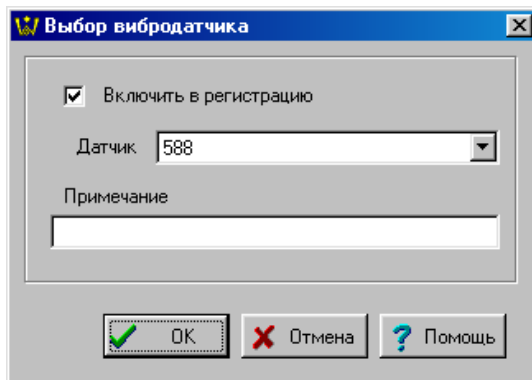 Выбор вибродатчика
Включить в регистрацию
Датчик 588
Примечание
OK Отмена Помощь